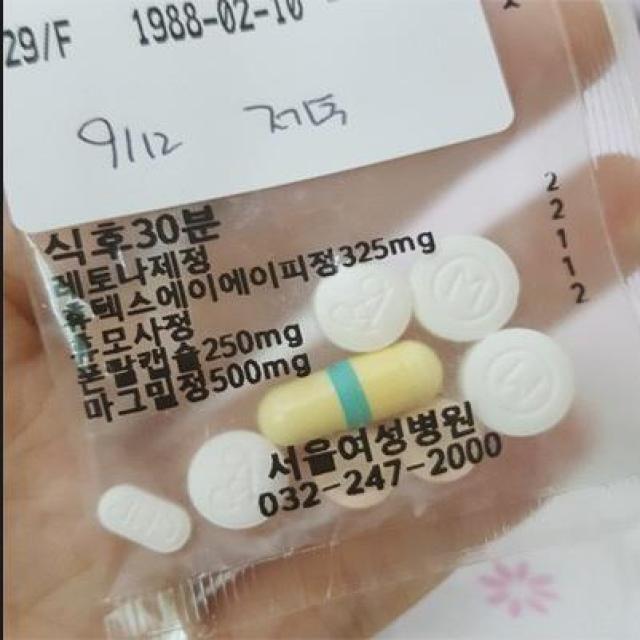 29/F 1988-02-10
9/12 저녁
식후30분
레토나제정 2
휴텍스에이에이피정325mg 2
뮤모사정 1
폰탈캡슐250mg 1
마그밀정500mg 2
서울여성병원
032-247-2000
M
M